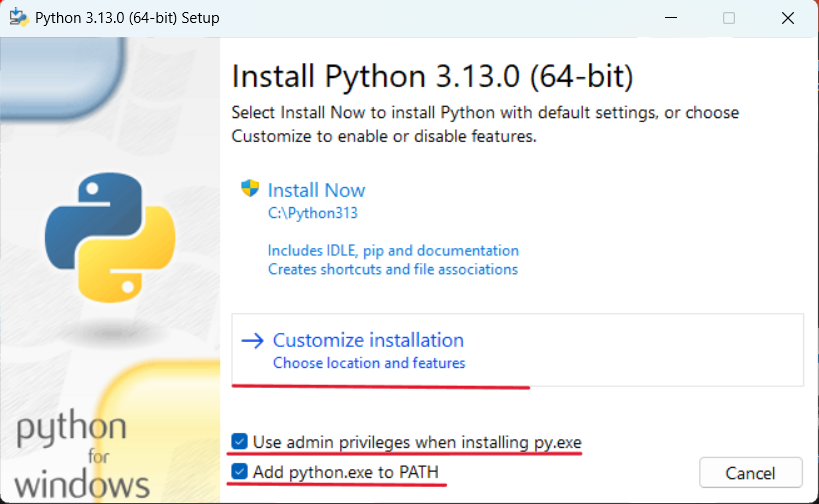 Python 3.13.0 (64-bit) Setup
Install Python 3.13.0 (64-bit)
Select Install Now to install Python with default settings, or choose
Customize to enable or disable features.
Install Now
C:\Python313
Includes IDLE, pip and documentation
Creates shortcuts and file associations
Customize installation
Choose location and features
Use admin privileges when installing py.exe
Add python.exe to PATH
Cancel
python
for
windows